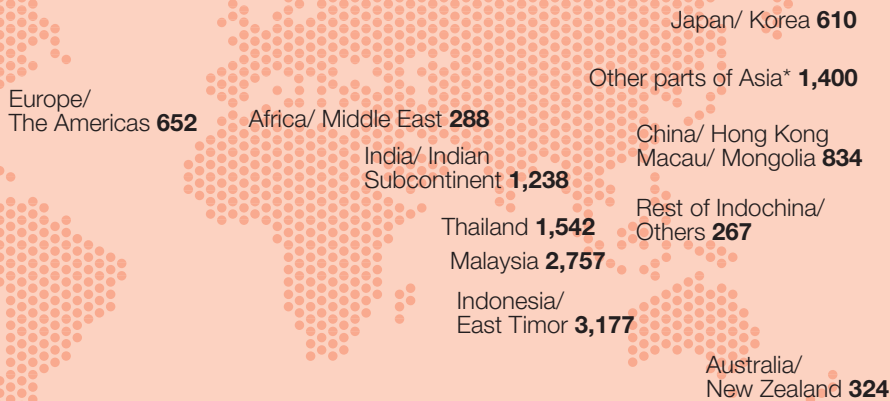 Japan/ Korea 610
Other parts of Asia* 1,400
Europe/
The Americas 652
Africa/ Middle East 288
China/ Hong Kong
Macau/ Mongolia 834
India/ Indian
Subcontinent 1,238
Rest of Indochina/
Others 267
Thailand 1,542
Malaysia 2,757
Indonesia/
East Timor 3,177
Australia/
New Zealand 324